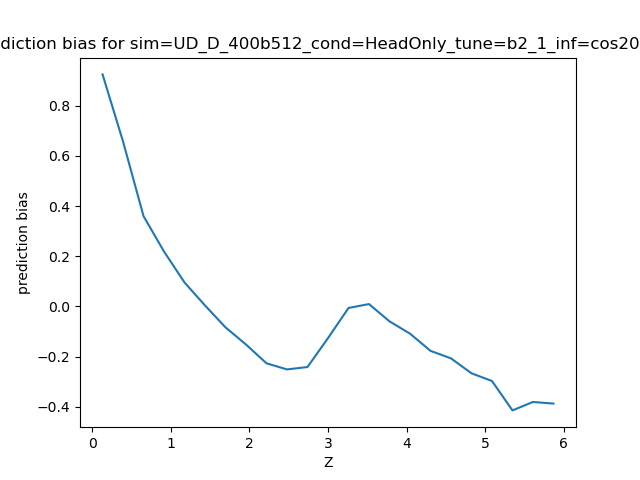 diction bias for sim=UD_D_400b512_cond=HeadOnly_tune=b2_1_inf=cos20
0.8
0.6
0.4
0.2
0.0
−0.2
−0.4
prediction bias
0 1 2 3 4 5 6
Z